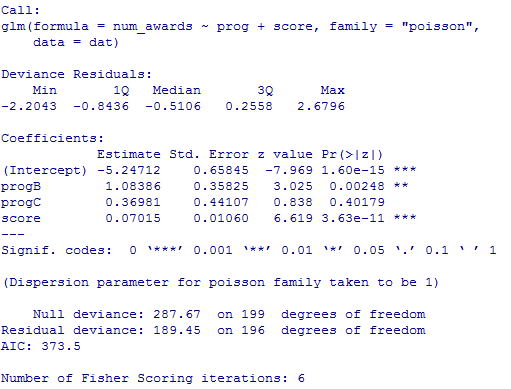 Call:
glm(formula = num_awards ~ prog + score, family = "poisson",
    data = dat)

Deviance Residuals:
    Min       1Q   Median       3Q      Max
-2.2043  -0.8436  -0.5106   0.2558   2.6796

Coefficients:
            Estimate Std. Error z value Pr(>|z|)
(Intercept) -5.24712    0.65845  -7.969 1.60e-15 ***
progB        1.08386    0.35825   3.025  0.00248 **
progC        0.36981    0.44107   0.838  0.40179
score        0.07015    0.01060   6.619 3.63e-11 ***
---
Signif. codes:  0 ‘***’ 0.001 ‘**’ 0.01 ‘*’ 0.05 ‘.’ 0.1 ‘ ’ 1

(Dispersion parameter for poisson family taken to be 1)

    Null deviance: 287.67  on 199  degrees of freedom
Residual deviance: 189.45  on 196  degrees of freedom
AIC: 373.5

Number of Fisher Scoring iterations: 6